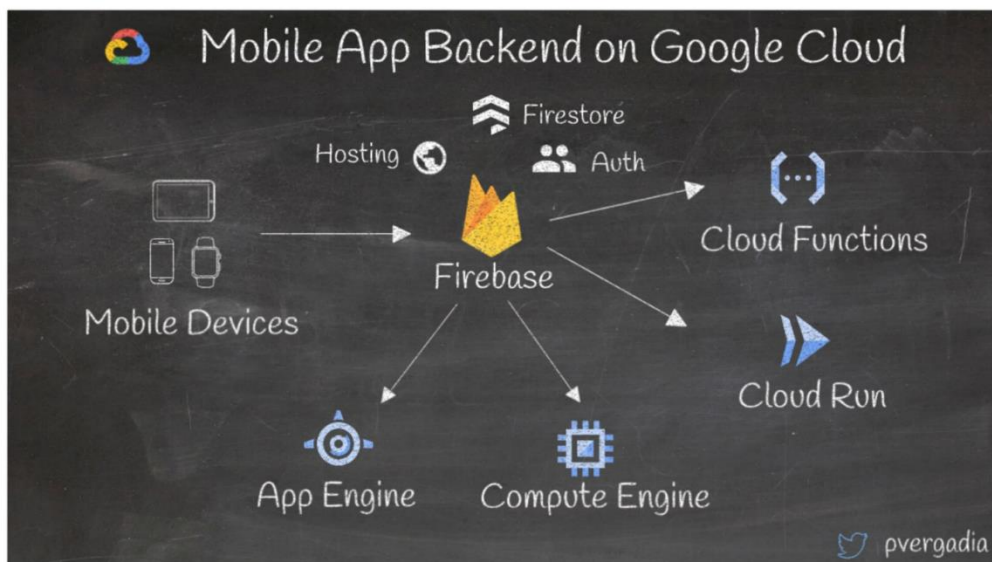 Mobile App Backend on Google Cloud
Firestore
Hosting
Auth
Cloud Functions
Firebase
Mobile Devices
Cloud Run
App Engine
Compute Engine
pvergadia